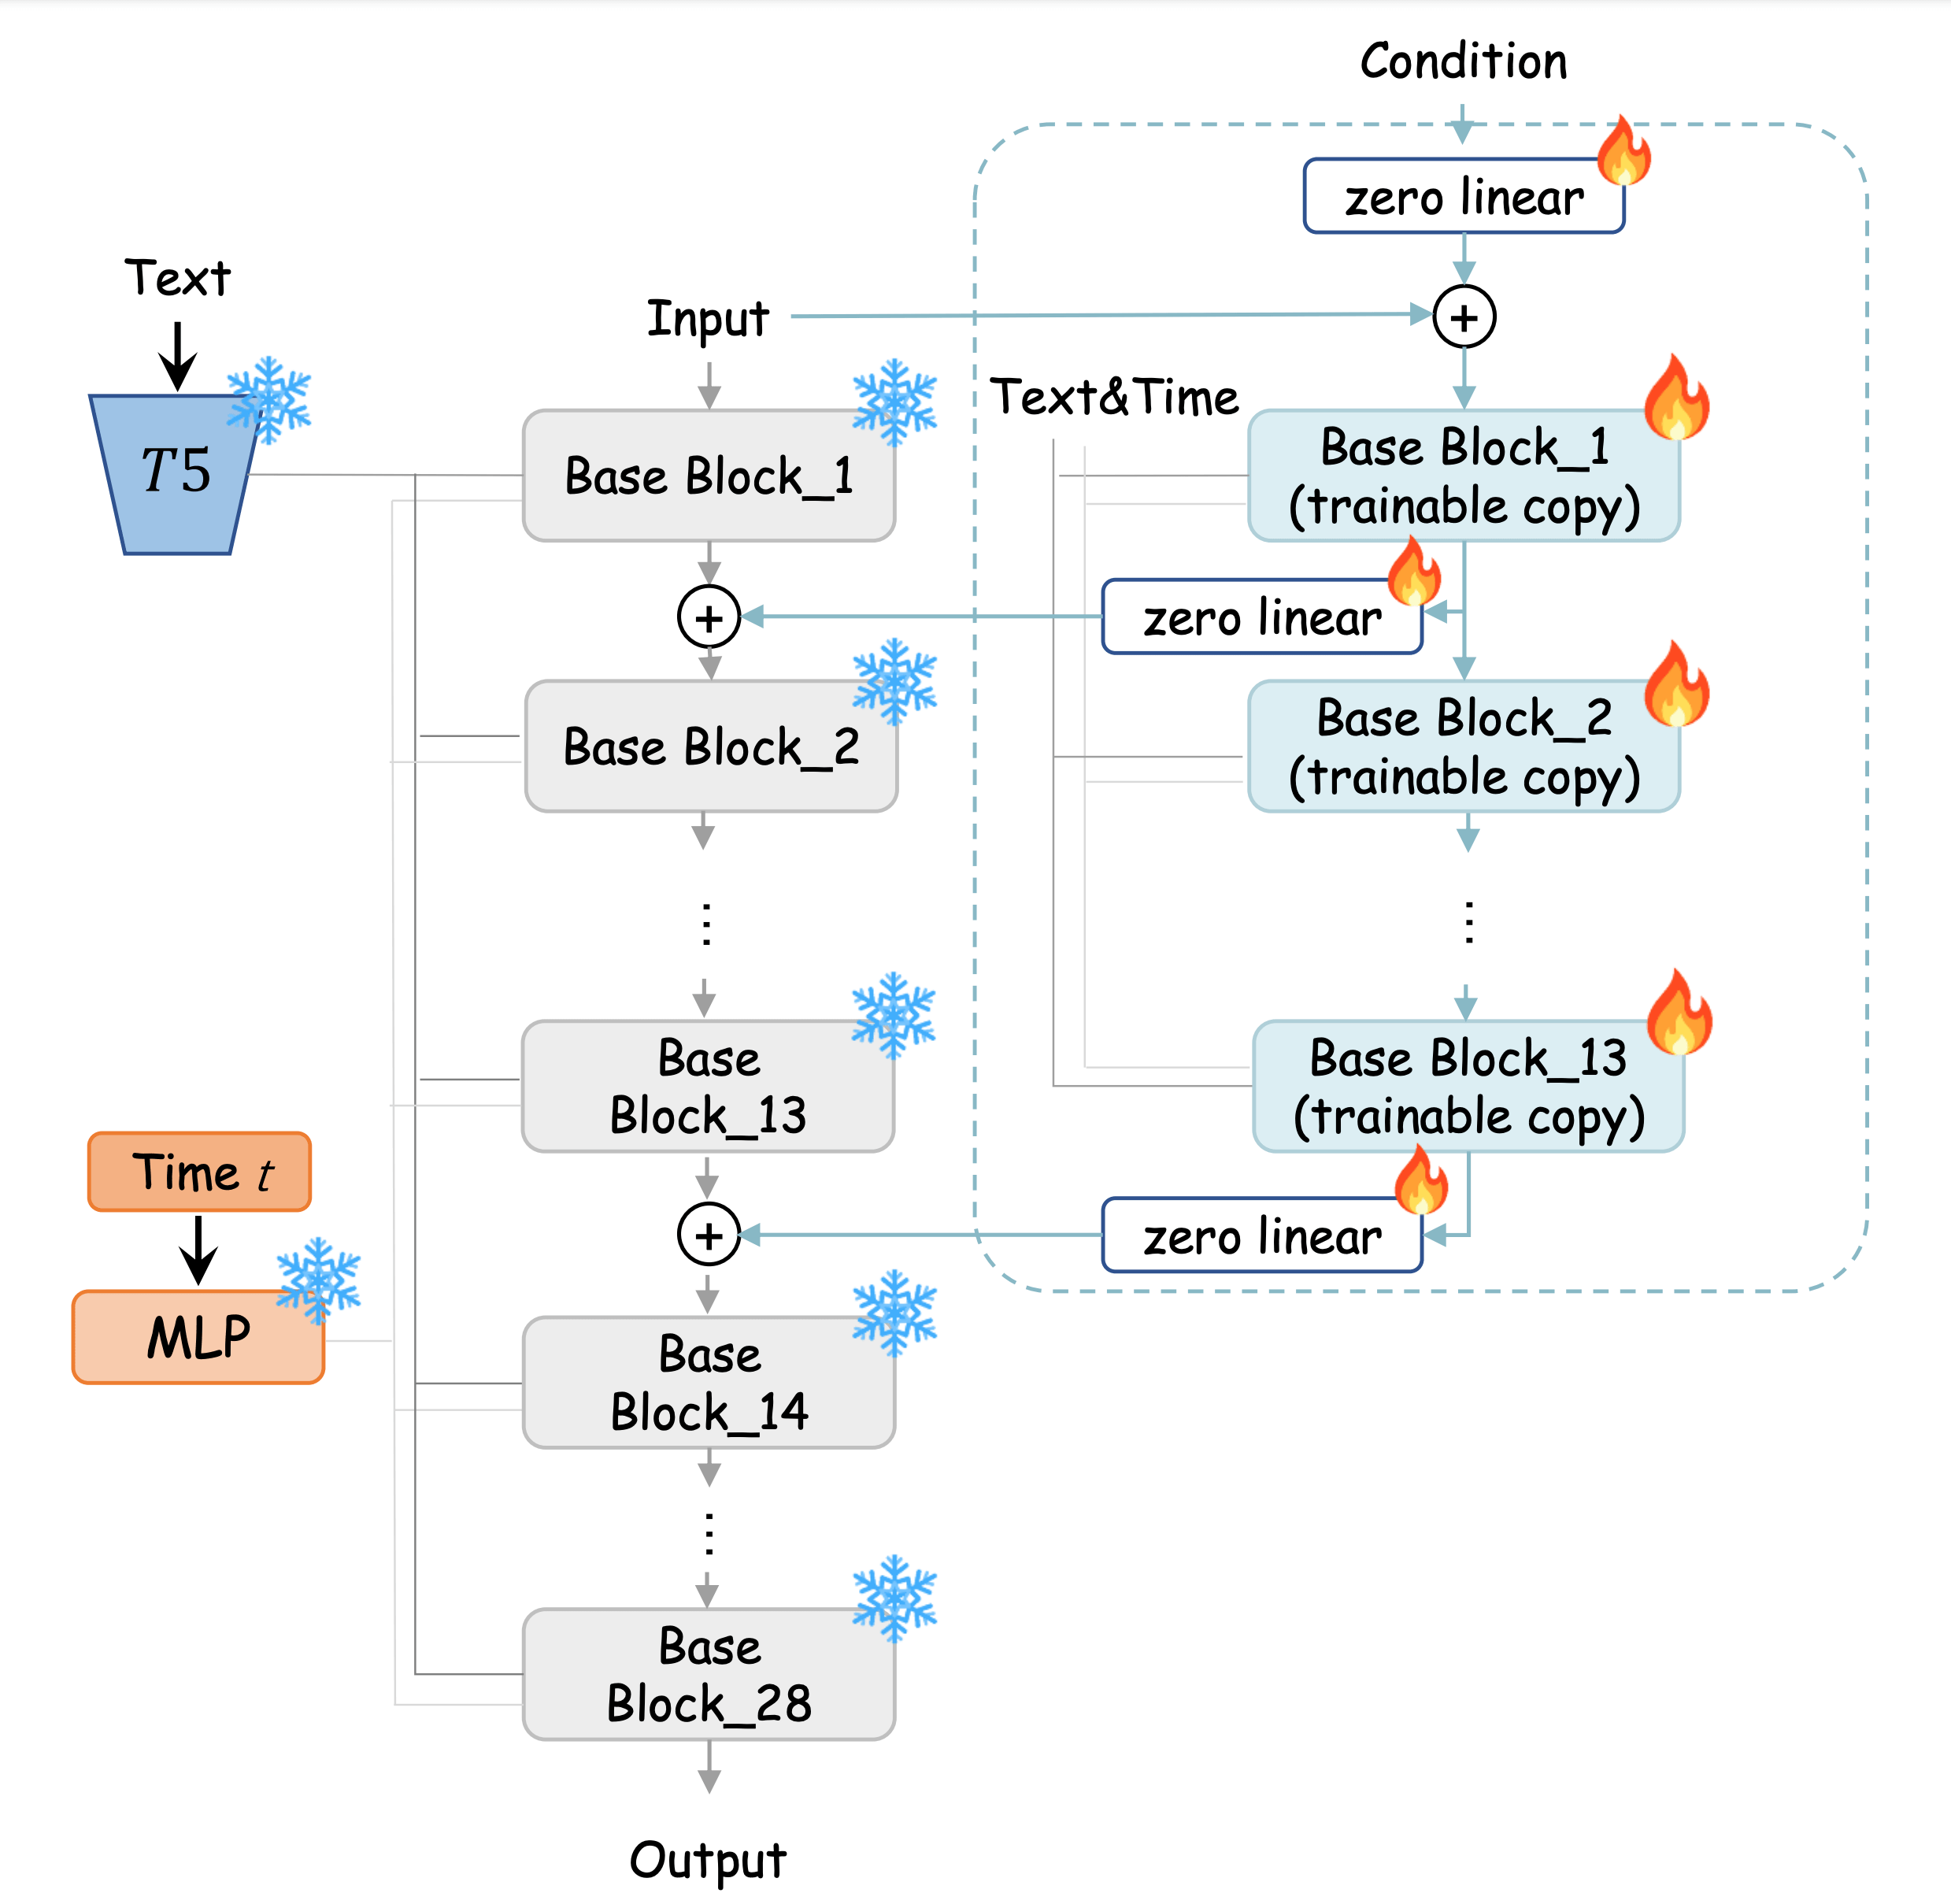 Condition
zero linear
Text
Input
+
Text&Time
T5
Base Block_1
Base Block_1
(trainable copy)
+
zero linear
Base Block_2
Base Block_2
(trainable copy)
⋮
⋮
Base
Block_13
Base Block_13
(trainable copy)
Time t
+
zero linear
MLP
Base
Block_14
⋮
Base
Block_28
Output